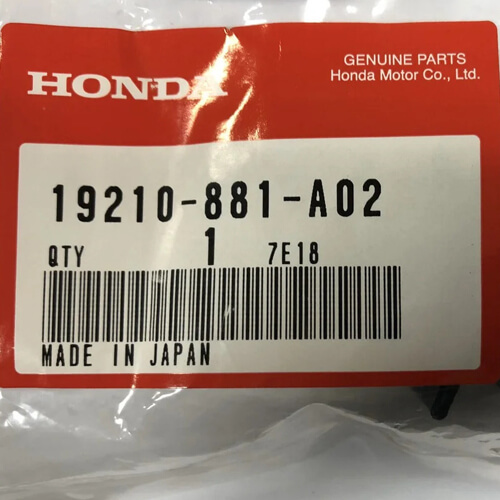 HONDA
GENUINE PARTS
Honda Motor Co., Ltd.
19210-881-A02
QTY 1 7E18
MADE IN JAPAN